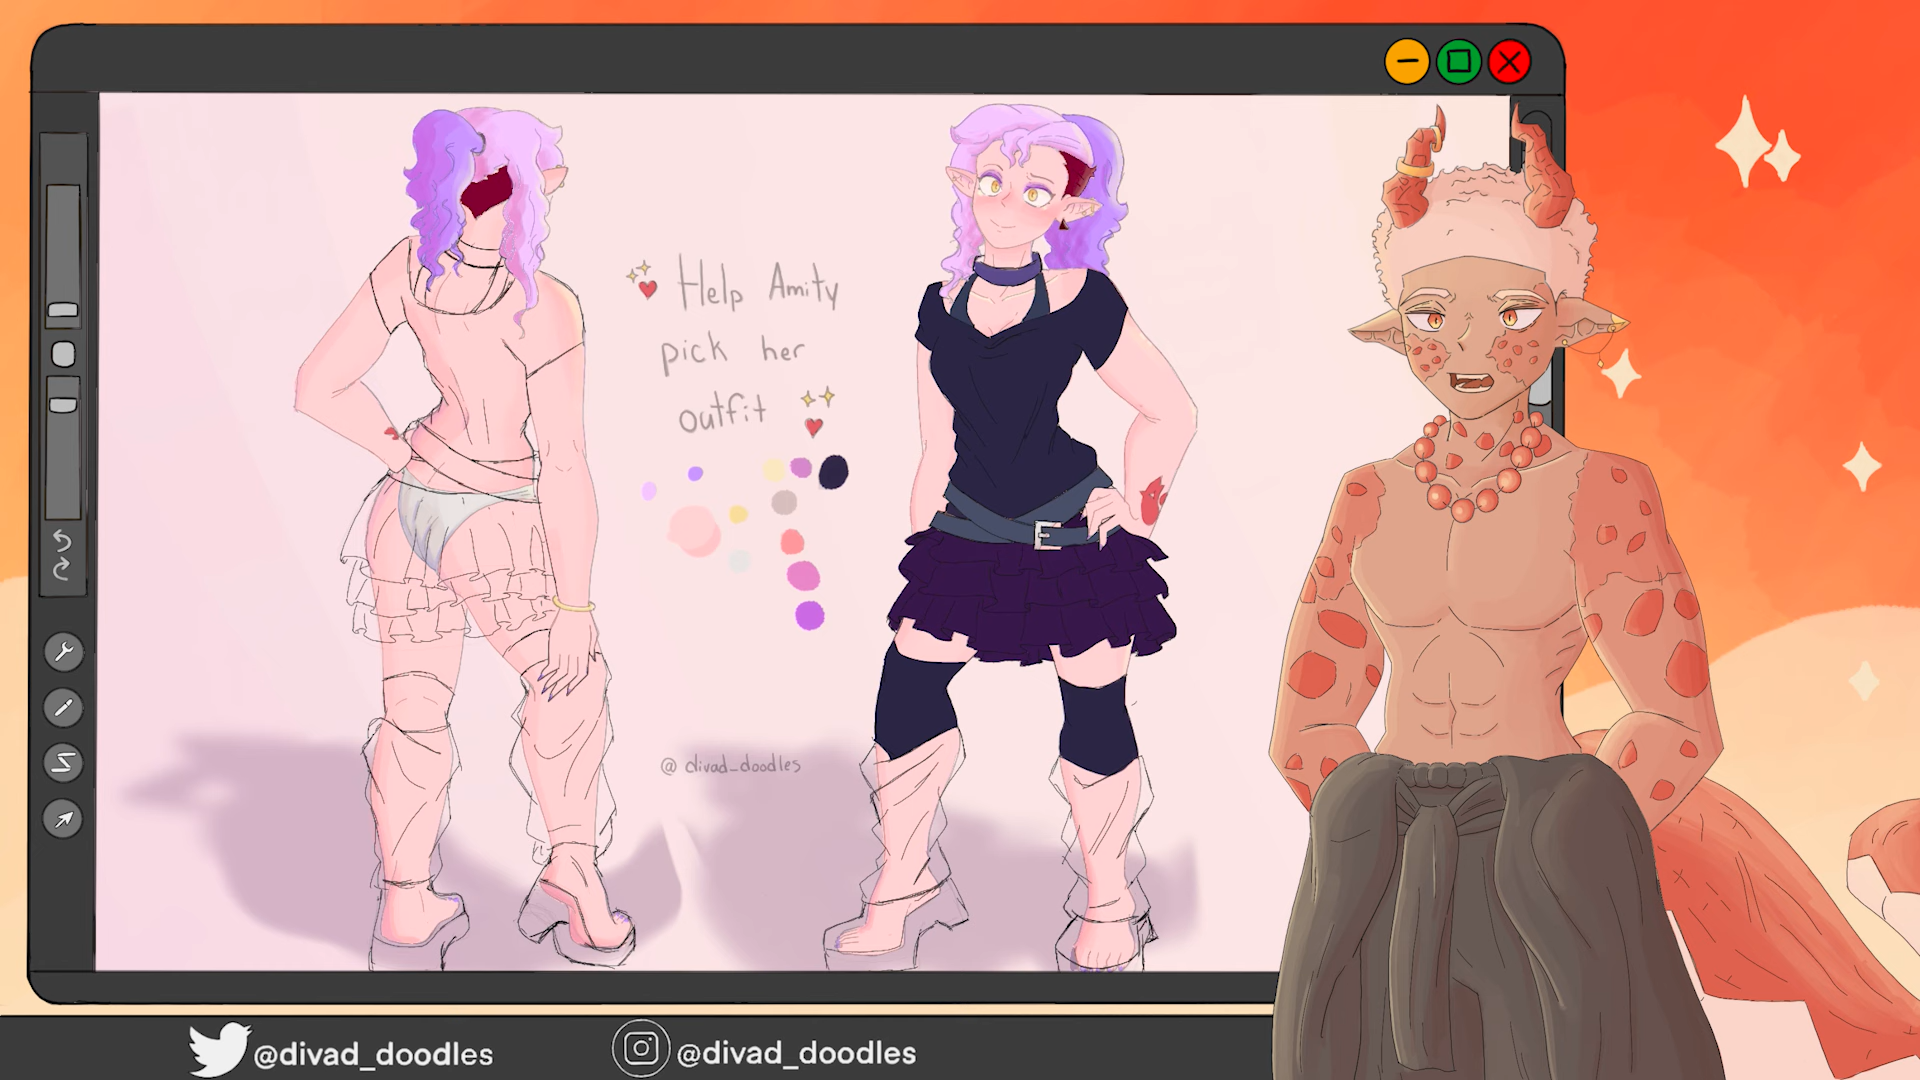 Help Amity
pick her
outfit
@ divad_doodles
@divad_doodles
@divad_doodles